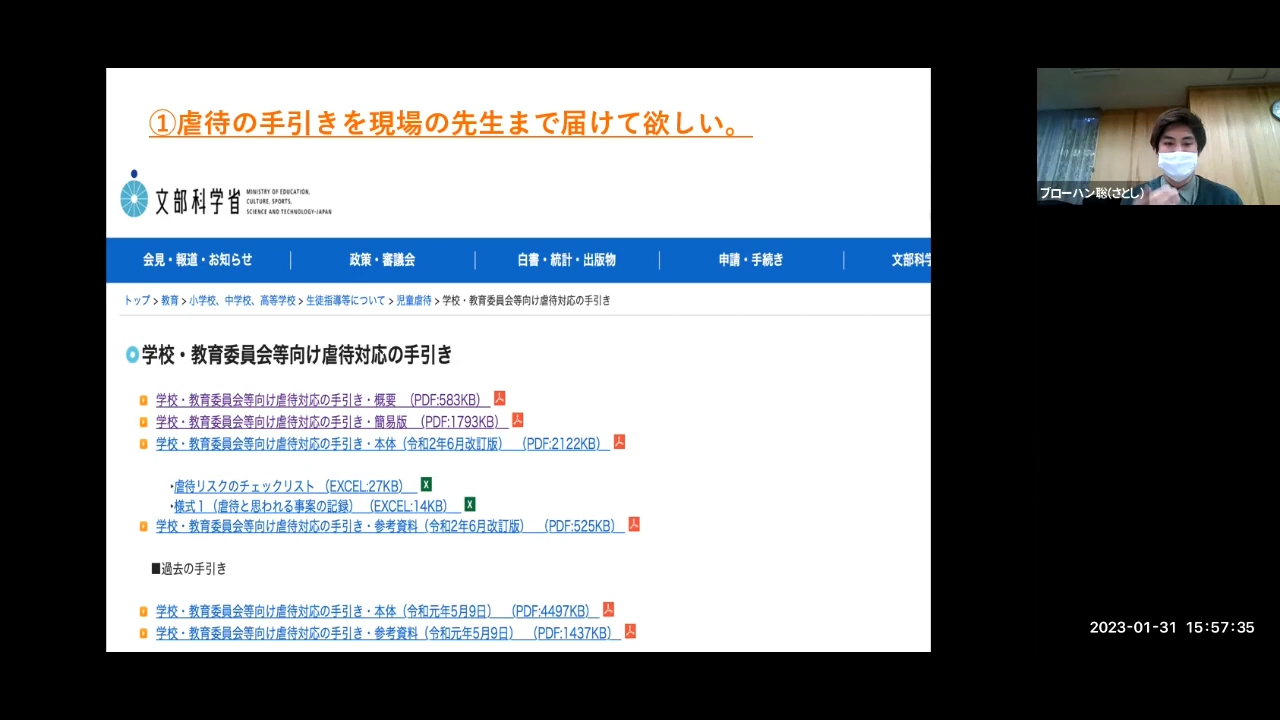 ①虐待の手引きを現場の先生まで届けて欲しい。
文部科学省
MINISTRY OF EDUCATION,
CULTURE, SPORTS,
SCIENCE AND TECHNOLOGY-JAPAN
会見・報道・お知らせ 政策・審議会 白書・統計・出版物 申請・手続き 文部科学
トップ > 教育 > 小学校、中学校、高等学校 > 生徒指導等について > 児童虐待 > 学校・教育委員会等向け虐待対応の手引き
学校・教育委員会等向け虐待対応の手引き
学校・教育委員会等向け虐待対応の手引き・概要 (PDF:583KB)
学校・教育委員会等向け虐待対応の手引き・簡易版 (PDF:1793KB)
学校・教育委員会等向け虐待対応の手引き・本体(令和2年6月改訂版) (PDF:2122KB)
・虐待リスクのチェックリスト (EXCEL:27KB)
・様式1(虐待と思われる事案の記録) (EXCEL:14KB)
学校・教育委員会等向け虐待対応の手引き・参考資料(令和2年6月改訂版) (PDF:525KB)
■過去の手引き
学校・教育委員会等向け虐待対応の手引き・本体(令和元年5月9日) (PDF:4497KB)
学校・教育委員会等向け虐待対応の手引き・参考資料(令和元年5月9日) (PDF:1437KB)
ブローハン聡(さとし)
2023-01-31 15:57:35